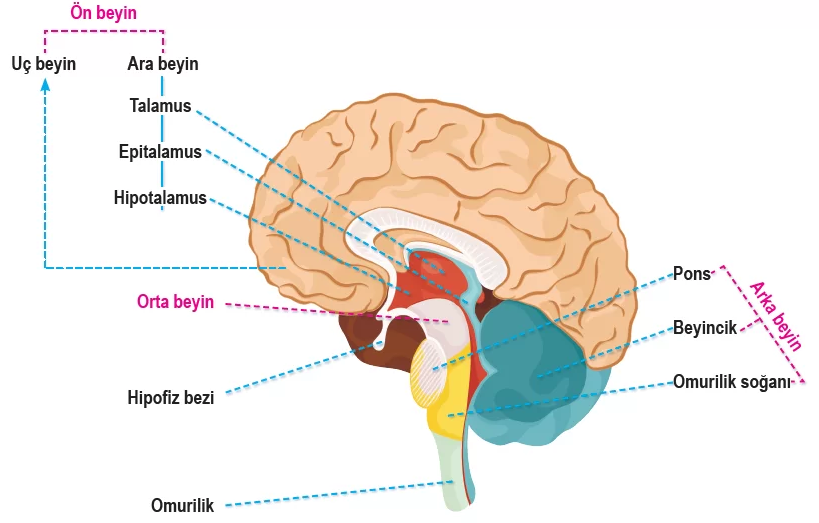 Ön beyin
Uç beyin
Ara beyin
Talamus
Epitalamus
Hipotalamus
Orta beyin
Hipofiz bezi
Omurilik
Pons
Beyincik
Omurilik soğanı
Arka beyin